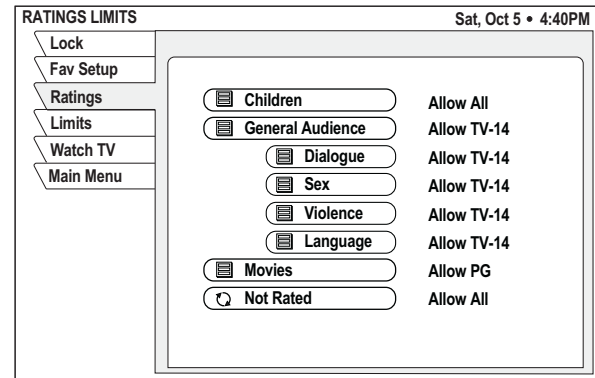 RATINGS LIMITS Sat, Oct 5 • 4:40PM
Lock
Fav Setup
Ratings
Limits
Watch TV
Main Menu
Children Allow All
General Audience Allow TV-14
Dialogue Allow TV-14
Sex Allow TV-14
Violence Allow TV-14
Language Allow TV-14
Movies Allow PG
Not Rated Allow All